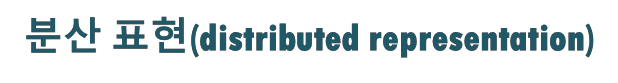 분산 표현(distributed representation)